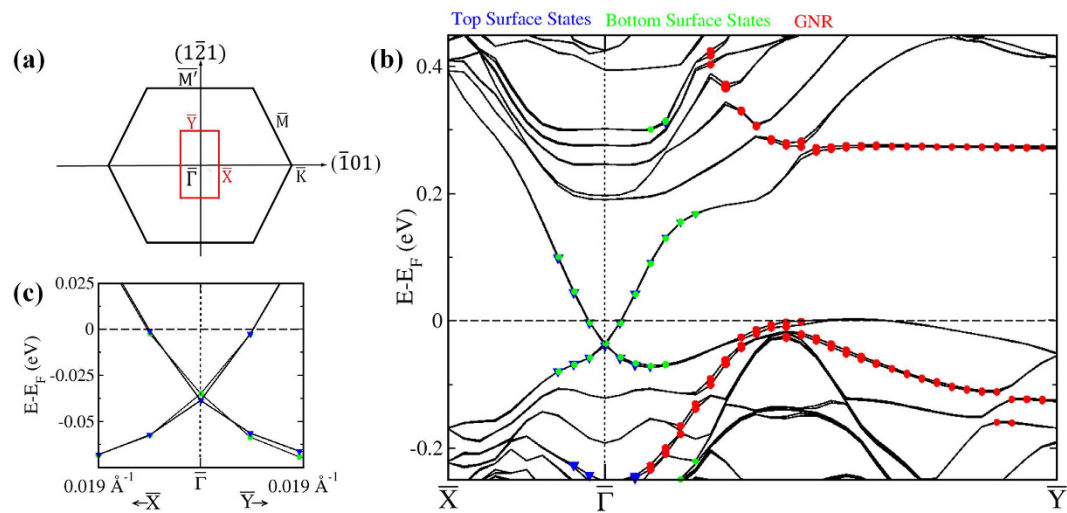 Top Surface States Bottom Surface States GNR
(a)
(12̄1)
M̄′
M̄
Ȳ
Γ̄
X̄
K̄
(1̄01)
(b)
E-E_F (eV)
0.4
0.2
0
-0.2
X̄ Γ̄ Ȳ
(c)
E-E_F (eV)
0.025
0
-0.025
-0.05
0.019 Å⁻¹ Γ̄ 0.019 Å⁻¹
←X̄ Ȳ→